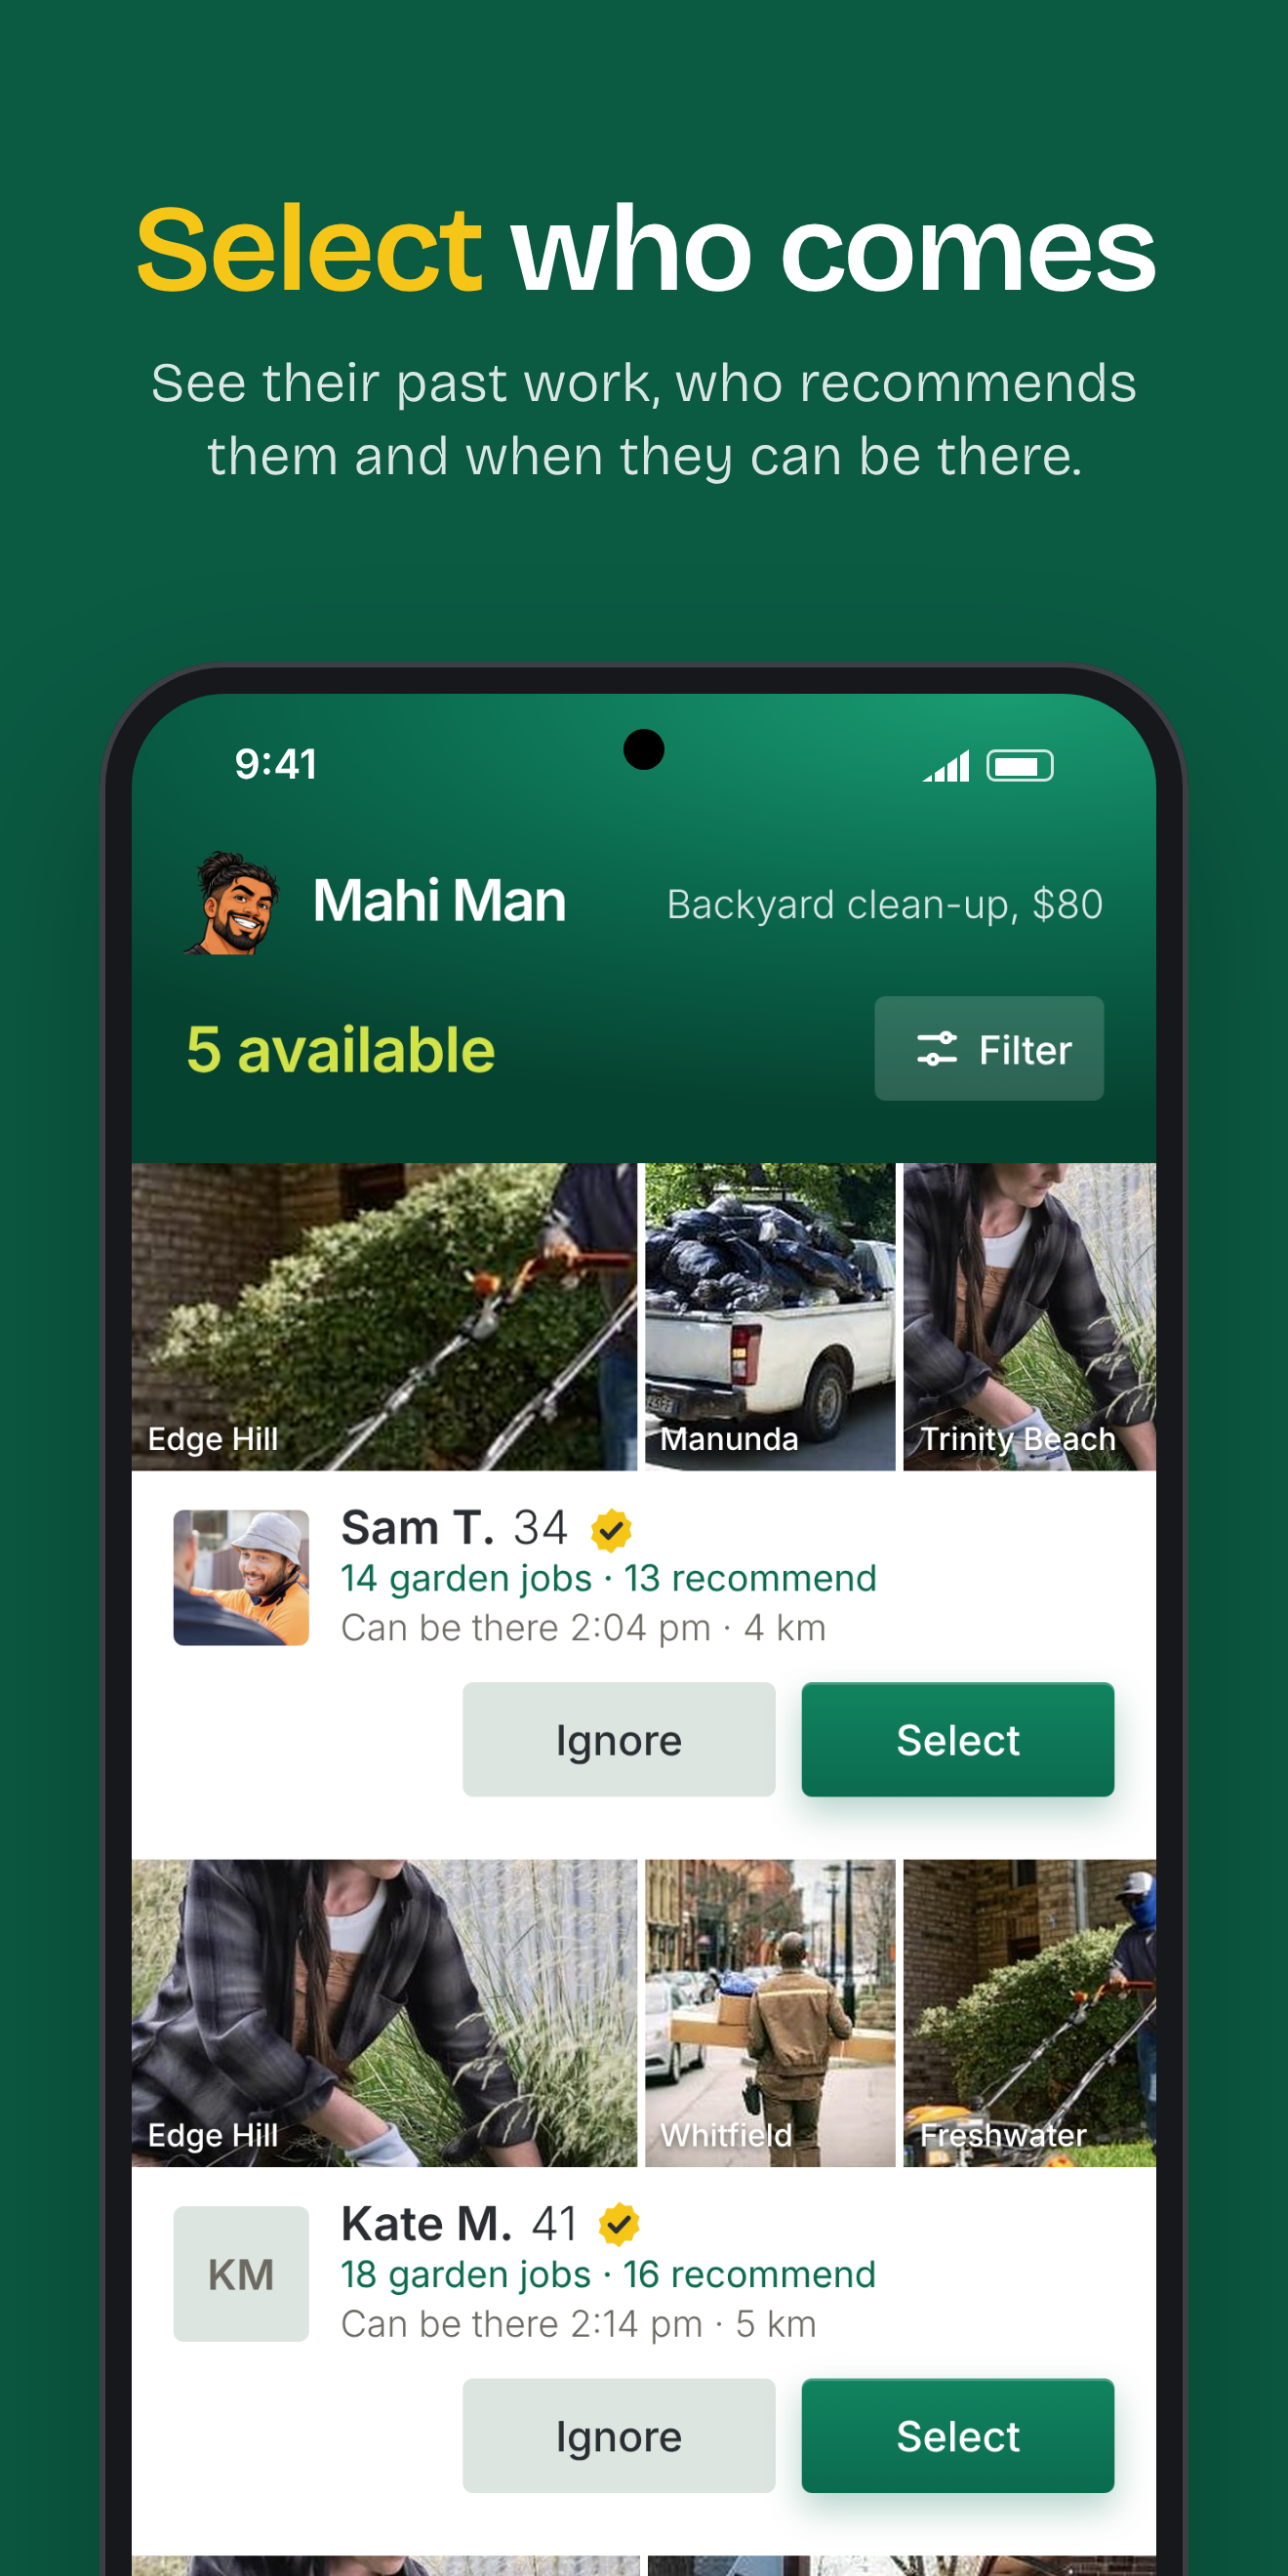 Select who comes
See their past work, who recommends
them and when they can be there.
9:41
Mahi Man
Backyard clean-up, $80
5 available
Filter
Edge Hill
Manunda
Trinity Beach
Sam T. 34
14 garden jobs · 13 recommend
Can be there 2:04 pm · 4 km
Ignore
Select
Edge Hill
Whitfield
Freshwater
KM
Kate M. 41
18 garden jobs · 16 recommend
Can be there 2:14 pm · 5 km
Ignore
Select